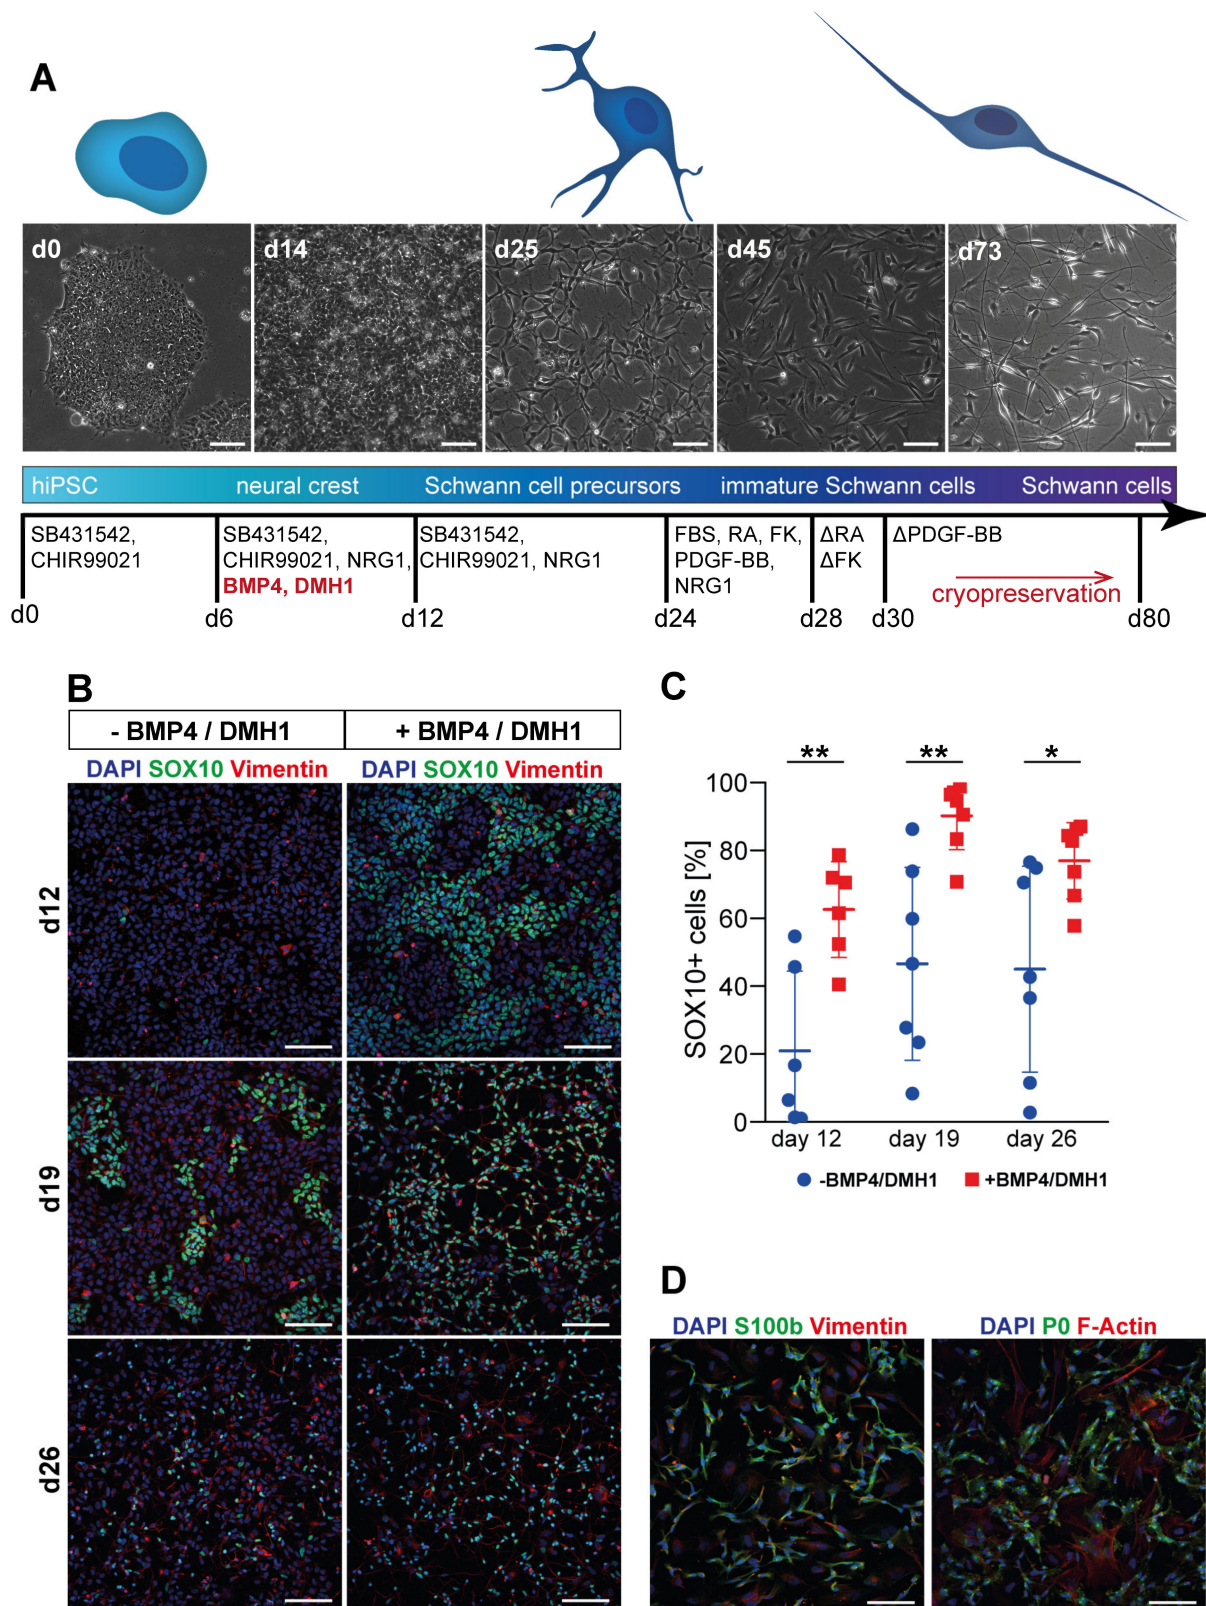 A
d0
d14
d25
d45
d73
hiPSC
neural crest
Schwann cell precursors
immature Schwann cells
Schwann cells
SB431542,
CHIR99021
SB431542,
CHIR99021, NRG1,
BMP4, DMH1
SB431542,
CHIR99021, NRG1
FBS, RA, FK,
PDGF-BB,
NRG1
ΔRA
ΔFK
ΔPDGF-BB
cryopreservation
d0
d6
d12
d24
d28
d30
d80
B
- BMP4 / DMH1
+ BMP4 / DMH1
DAPI SOX10 Vimentin
DAPI SOX10 Vimentin
d12
d19
d26
C
** ** *
SOX10+ cells [%]
100
80
60
40
20
0
day 12
day 19
day 26
-BMP4/DMH1
+BMP4/DMH1
D
DAPI S100b Vimentin
DAPI P0 F-Actin